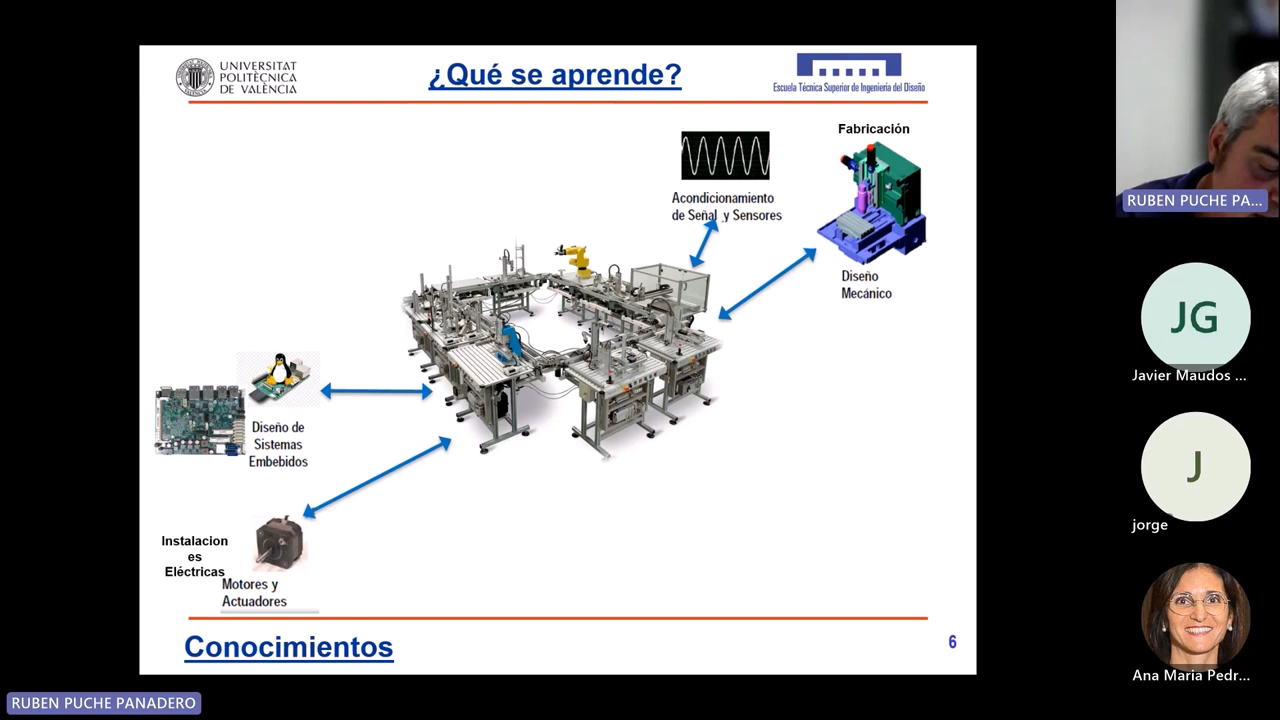 UNIVERSITAT
POLITÈCNICA
DE VALÈNCIA
¿Qué se aprende?
Escuela Técnica Superior de Ingeniería del Diseño
Fabricación
Acondicionamiento
de Señal y Sensores
Diseño
Mecánico
Diseño de
Sistemas
Embebidos
Instalacion
es
Eléctricas
Motores y
Actuadores
Conocimientos
6
RUBEN PUCHE PA...
JG
Javier Maudos ...
J
jorge
Ana Maria Pedr...
RUBEN PUCHE PANADERO